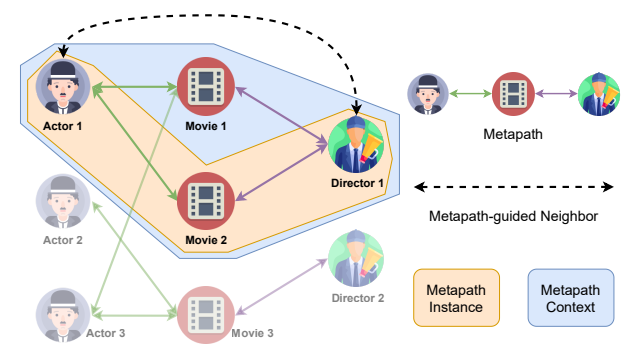 Actor 1
Movie 1
Director 1
Movie 2
Actor 2
Director 2
Actor 3
Movie 3
Metapath
Metapath-guided Neighbor
Metapath
Instance
Metapath
Context